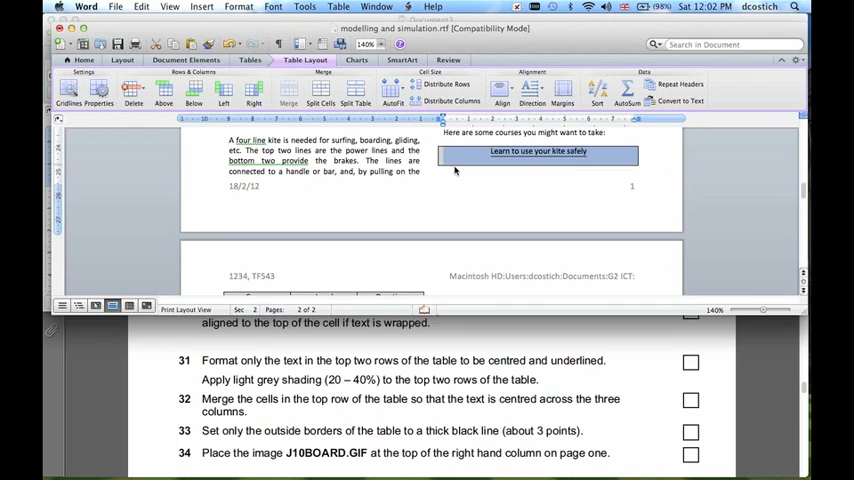 Word File Edit View Insert Format Font Tools Table Window Help (98%) Sat 12:02 PM dcostich
modelling and simulation.rtf [Compatibility Mode]
140% Search in Document
Home Layout Document Elements Tables Table Layout Charts SmartArt Review
Settings Rows & Columns Merge Cell Size Alignment Data
Gridlines Properties Delete Above Below Left Right Merge Split Cells Split Table AutoFit Distribute Rows Distribute Columns Align Direction Margins Sort AutoSum Repeat Headers Convert to Text
A four line kite is needed for surfing, boarding, gliding,
etc. The top two lines are the power lines and the
bottom two provide the brakes. The lines are
connected to a handle or bar, and, by pulling on the
Here are some courses you might want to take:
Learn to use your kite safely
18/2/12 1
1234, TF543 Macintosh HD:Users:dcostich:Documents:G2 ICT:
Print Layout View Sec 2 Pages: 2 of 2 140%
aligned to the top of the cell if text is wrapped.
31 Format only the text in the top two rows of the table to be centred and underlined.
Apply light grey shading (20 – 40%) to the top two rows of the table.
32 Merge the cells in the top row of the table so that the text is centred across the three
columns.
33 Set only the outside borders of the table to a thick black line (about 3 points).
34 Place the image J10BOARD.GIF at the top of the right hand column on page one.